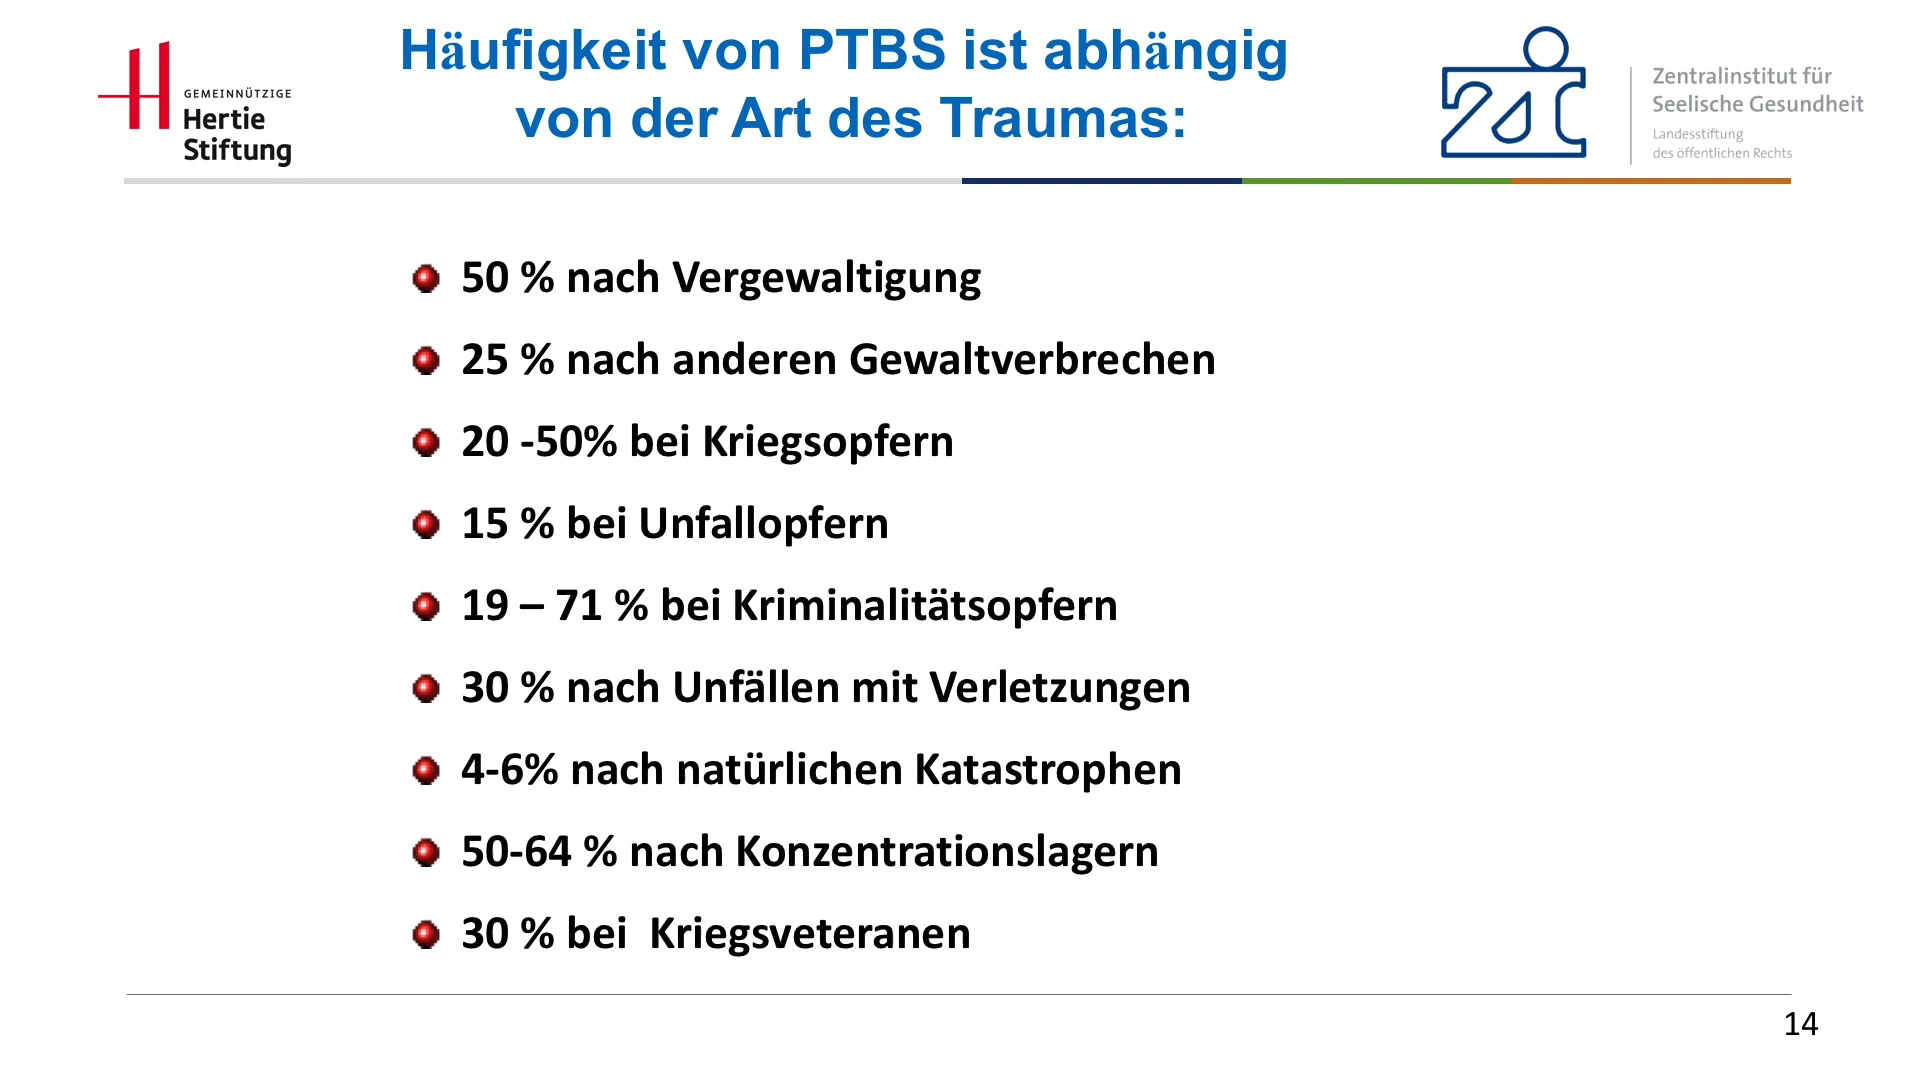 GEMEINNÜTZIGE
Hertie
Stiftung
Häufigkeit von PTBS ist abhängig
von der Art des Traumas:
Zentralinstitut für
Seelische Gesundheit
Landesstiftung
des öffentlichen Rechts
50 % nach Vergewaltigung
25 % nach anderen Gewaltverbrechen
20 -50% bei Kriegsopfern
15 % bei Unfallopfern
19 – 71 % bei Kriminalitätsopfern
30 % nach Unfällen mit Verletzungen
4-6% nach natürlichen Katastrophen
50-64 % nach Konzentrationslagern
30 % bei  Kriegsveteranen
14